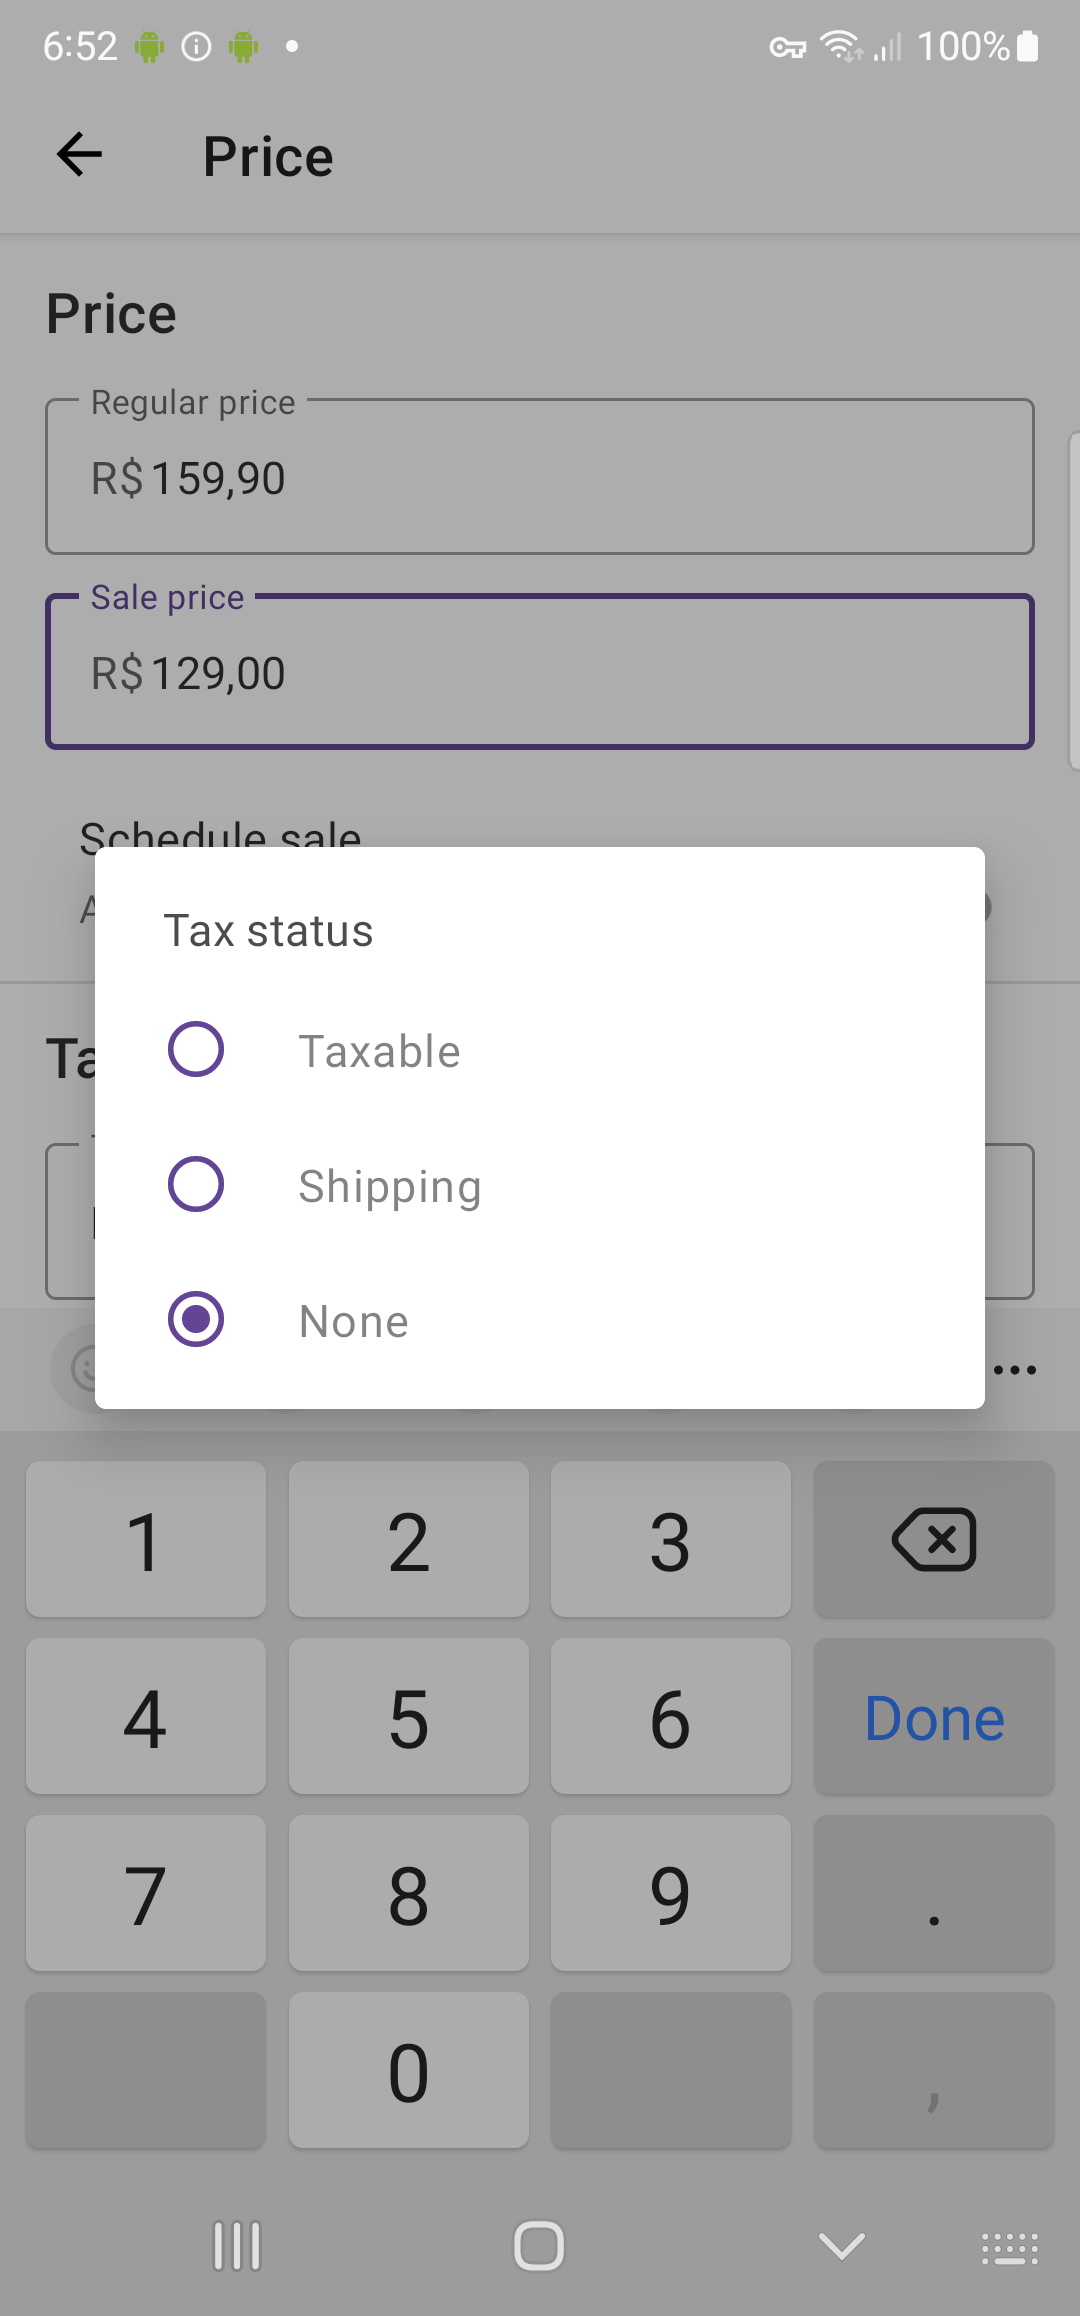 6:52 100%
Price
Price
Regular price
R$ 159,90
Sale price
R$ 129,00
Schedule sale
Tax status
Taxable
Shipping
None
1 2 3
4 5 6 Done
7 8 9 .
0 ,